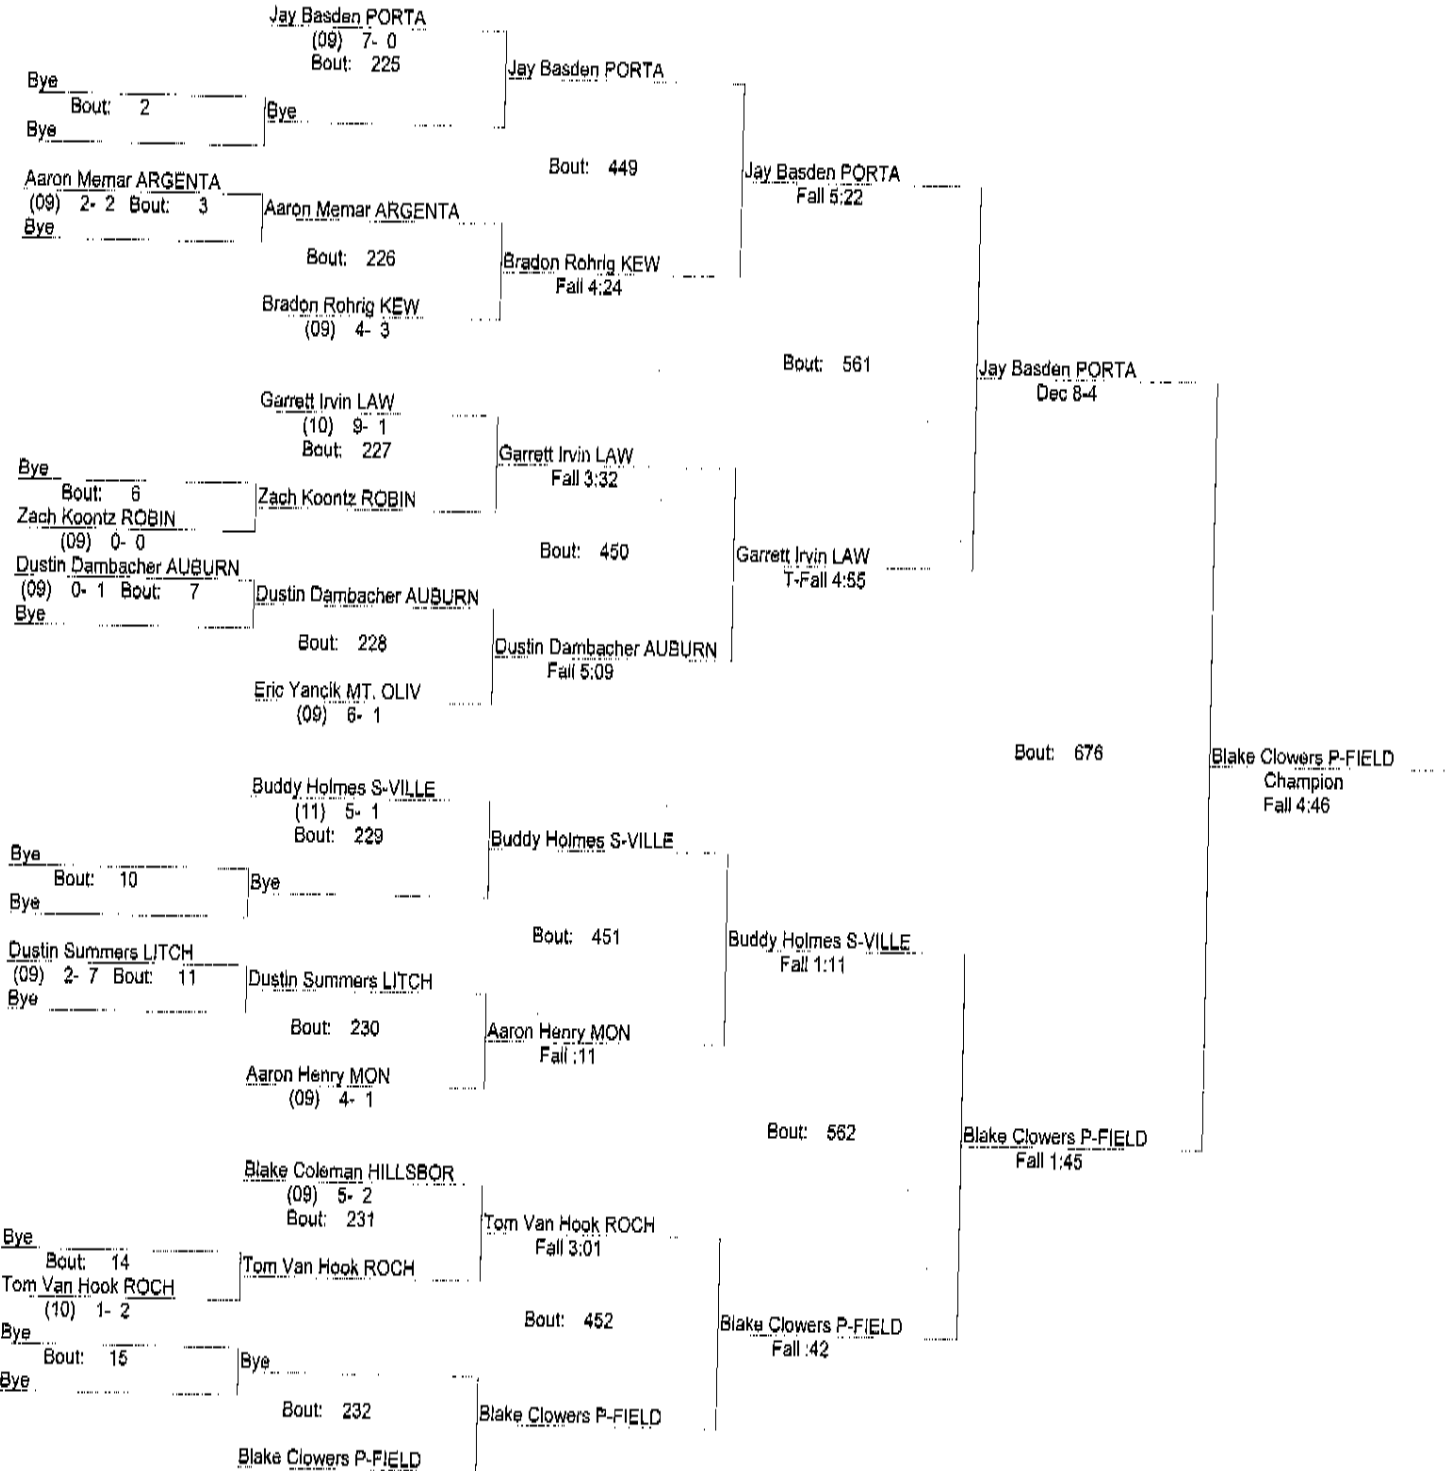 Jay Basden PORTA
(09) 7- 0
Bout: 225
Bye
Bout: 2
Bye
Bye
Jay Basden PORTA
Aaron Memar ARGENTA
(09) 2- 2 Bout: 3
Bye
Aaron Memar ARGENTA
Bout: 226
Bradon Rohrig KEW
(09) 4- 3
Bout: 449
Bradon Rohrig KEW
Fall 4:24
Jay Basden PORTA
Fall 5:22
Garrett Irvin LAW
(10) 9- 1
Bout: 227
Bye
Bout: 6
Zach Koontz ROBIN
(09) 0- 0
Zach Koontz ROBIN
Garrett Irvin LAW
Fall 3:32
Dustin Dambacher AUBURN
(09) 0- 1 Bout: 7
Bye
Dustin Dambacher AUBURN
Bout: 228
Eric Yancik MT. OLIV
(09) 6- 1
Bout: 450
Dustin Dambacher AUBURN
Fall 5:09
Garrett Irvin LAW
T-Fall 4:55
Bout: 561
Jay Basden PORTA
Dec 8-4
Buddy Holmes S-VILLE
(11) 5- 1
Bout: 229
Bye
Bout: 10
Bye
Bye
Buddy Holmes S-VILLE
Dustin Summers LITCH
(09) 2- 7 Bout: 11
Bye
Dustin Summers LITCH
Bout: 230
Aaron Henry MON
(09) 4- 1
Bout: 451
Aaron Henry MON
Fall :11
Buddy Holmes S-VILLE
Fall 1:11
Blake Coleman HILLSBOR
(09) 5- 2
Bout: 231
Bye
Bout: 14
Tom Van Hook ROCH
(10) 1- 2
Tom Van Hook ROCH
Tom Van Hook ROCH
Fall 3:01
Bye
Bout: 15
Bye
Bye
Bout: 232
Blake Clowers P-FIELD
Bout: 452
Blake Clowers P-FIELD
Blake Clowers P-FIELD
Fall :42
Bout: 562
Blake Clowers P-FIELD
Fall 1:45
Bout: 676
Blake Clowers P-FIELD
Champion
Fall 4:46